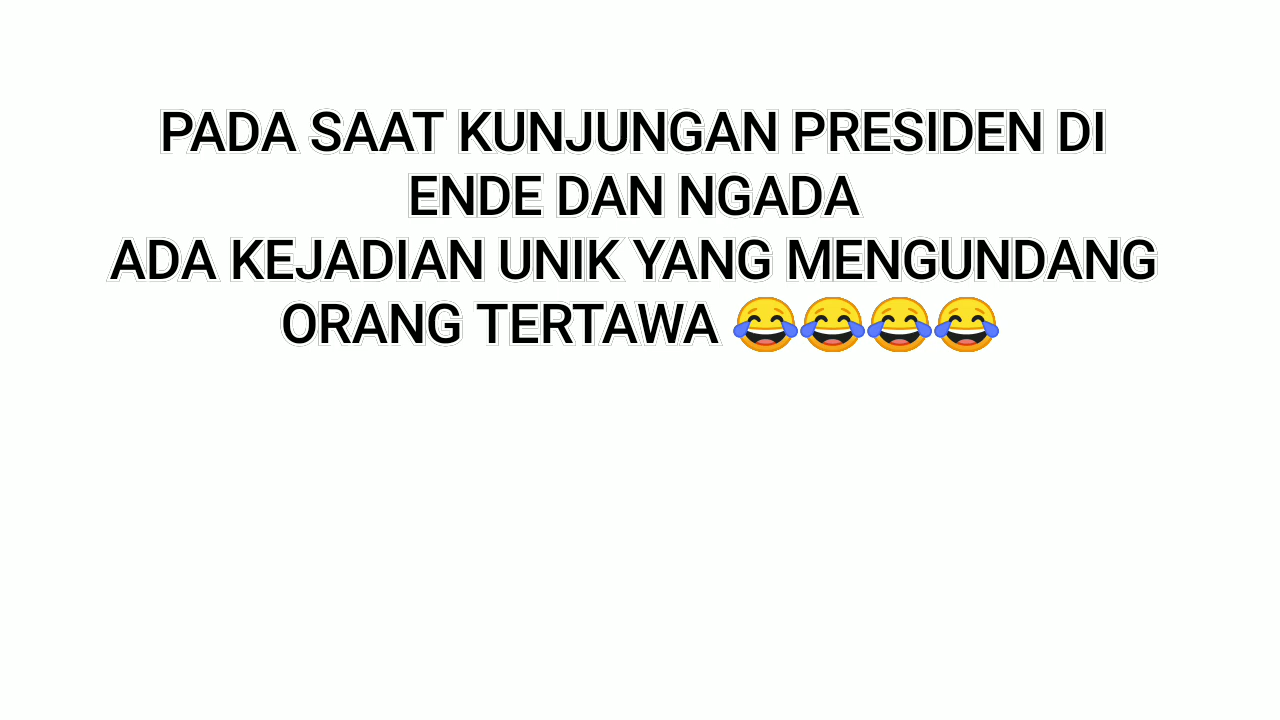 PADA SAAT KUNJUNGAN PRESIDEN DI
ENDE DAN NGADA
ADA KEJADIAN UNIK YANG MENGUNDANG
ORANG TERTAWA 😂😂😂😂